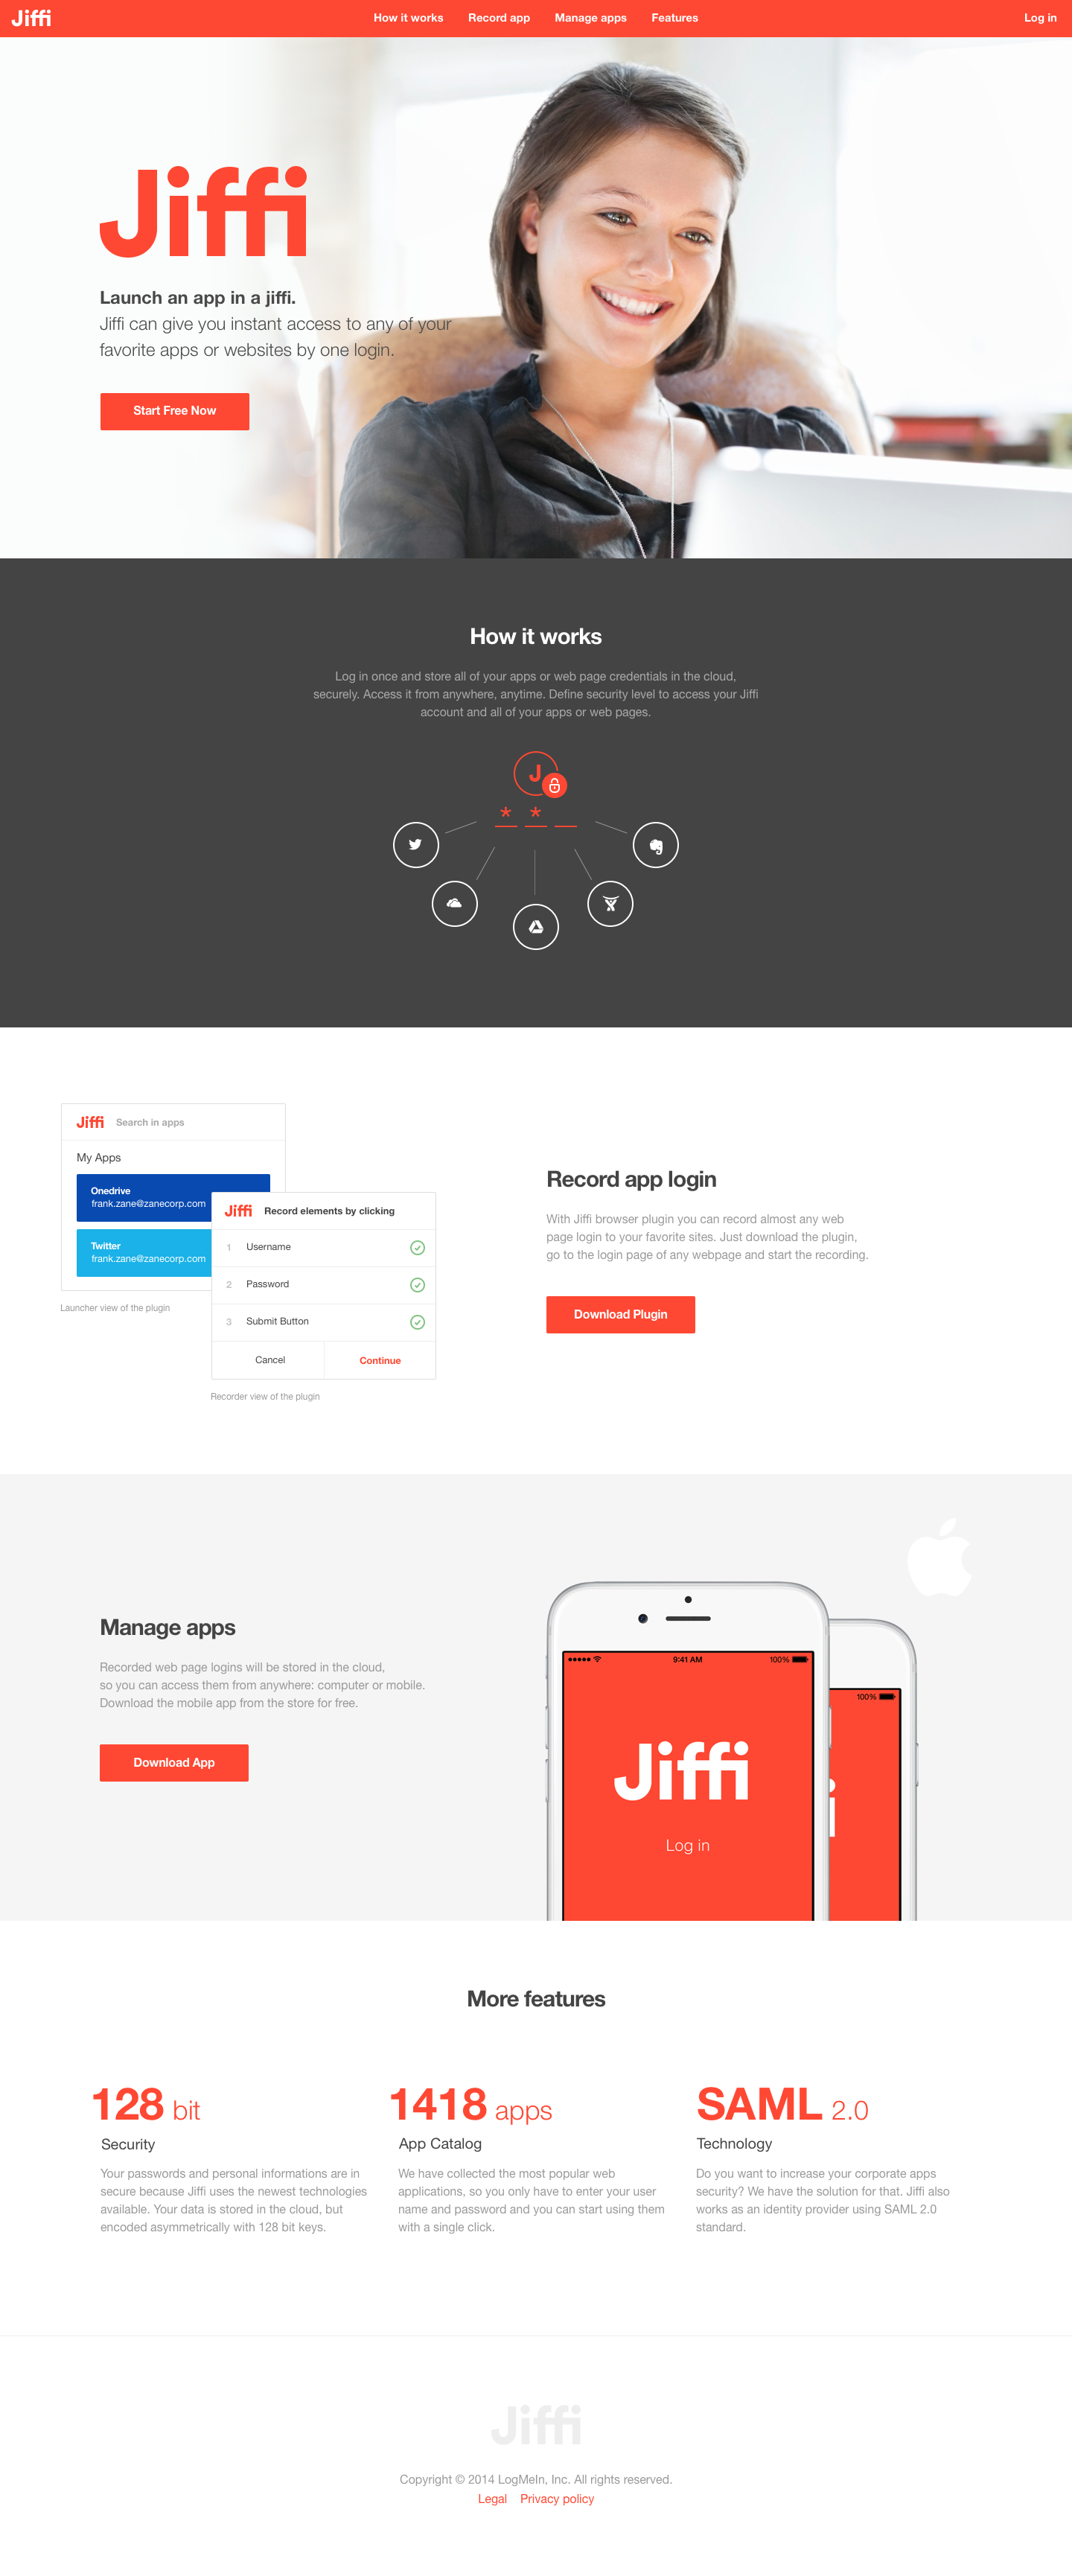 Jiffi
How it works
Record app
Manage apps
Features
Log in
Jiffi
Launch an app in a jiffi.
Jiffi can give you instant access to any of your
favorite apps or websites by one login.
Start Free Now
How it works
Log in once and store all of your apps or web page credentials in the cloud,
securely. Access it from anywhere, anytime. Define security level to access your Jiffi
account and all of your apps or web pages.
J
* * _
Jiffi Search in apps
My Apps
Onedrive
frank.zane@zanecorp.com
Twitter
frank.zane@zanecorp.com
Launcher view of the plugin
Jiffi Record elements by clicking
1 Username
2 Password
3 Submit Button
Cancel
Continue
Recorder view of the plugin
Record app login
With Jiffi browser plugin you can record almost any web
page login to your favorite sites. Just download the plugin,
go to the login page of any webpage and start the recording.
Download Plugin
Manage apps
Recorded web page logins will be stored in the cloud,
so you can access them from anywhere: computer or mobile.
Download the mobile app from the store for free.
Download App
9:41 AM
100%
Jiffi
Log in
100%
i
More features
128 bit
Security
Your passwords and personal informations are in
secure because Jiffi uses the newest technologies
available. Your data is stored in the cloud, but
encoded asymmetrically with 128 bit keys.
1418 apps
App Catalog
We have collected the most popular web
applications, so you only have to enter your user
name and password and you can start using them
with a single click.
SAML 2.0
Technology
Do you want to increase your corporate apps
security? We have the solution for that. Jiffi also
works as an identity provider using SAML 2.0
standard.
Jiffi
Copyright © 2014 LogMeIn, Inc. All rights reserved.
Legal
Privacy policy